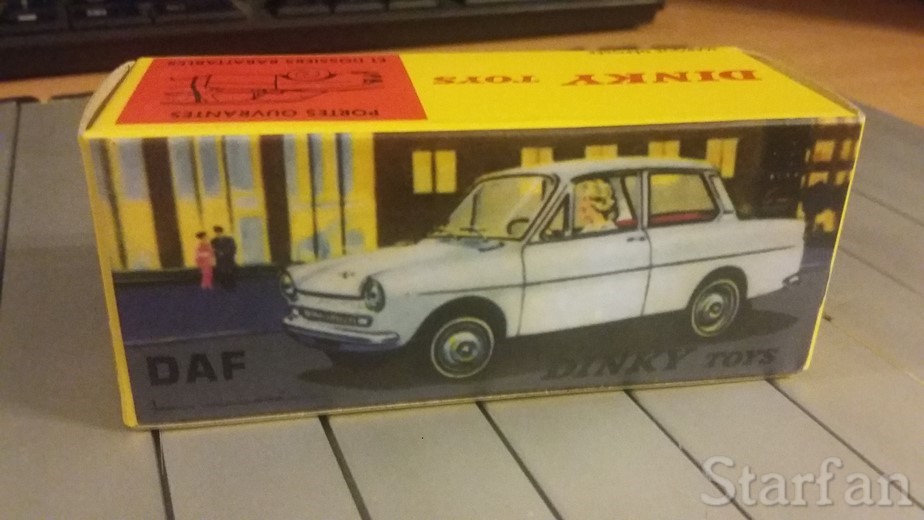 ET DOSSIERS RABATTABLES
PORTES OUVRANTES
DINKY TOYS
DAF
DINKY TOYS
Starfan